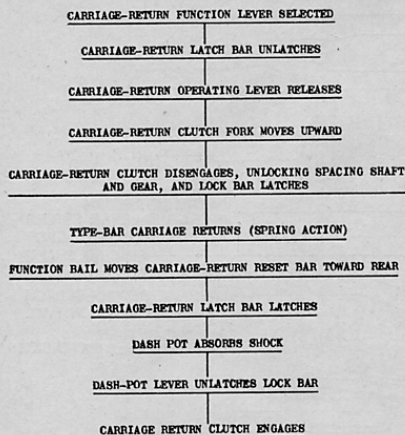 CARRIAGE-RETURN FUNCTION LEVER SELECTED
CARRIAGE-RETURN LATCH BAR UNLATCHES
CARRIAGE-RETURN OPERATING LEVER RELEASES
CARRIAGE-RETURN CLUTCH FORK MOVES UPWARD
CARRIAGE-RETURN CLUTCH DISENGAGES, UNLOCKING SPACING SHAFT
AND GEAR, AND LOCK BAR LATCHES
TYPE-BAR CARRIAGE RETURNS (SPRING ACTION)
FUNCTION BAIL MOVES CARRIAGE-RETURN RESET BAR TOWARD REAR
CARRIAGE-RETURN LATCH BAR LATCHES
DASH POT ABSORBS SHOCK
DASH-POT LEVER UNLATCHES LOCK BAR
CARRIAGE RETURN CLUTCH ENGAGES